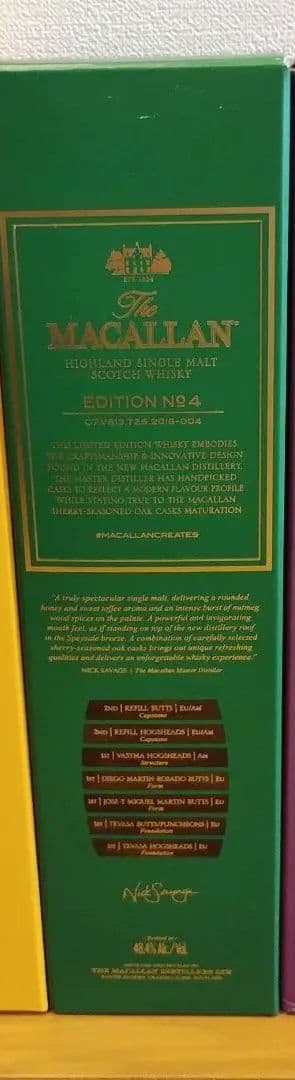 EST. 1824
The
MACALLAN
HIGHLAND SINGLE MALT
SCOTCH WHISKY
EDITION Nº 4
THIS LIMITED EDITION WHISKY EMBODIES
THE CRAFTSMANSHIP & INNOVATIVE DESIGN
FOUND IN THE NEW MACALLAN DISTILLERY.
THE MASTER DISTILLER HAS HANDPICKED
CASKS TO REFLECT A MODERN FLAVOUR PROFILE
WHILE STAYING TRUE TO THE MACALLAN
SHERRY-SEASONED OAK CASKS MATURATION
#MACALLANCREATES
"A truly spectacular single malt, delivering a rounded
honey and sweet toffee aroma and an intense burst of nutmeg
wood spices on the palate. A powerful and invigorating
mouth feel, as if standing on top of the new distillery roof
in the Speyside breeze. A combination of carefully selected
sherry-seasoned oak casks brings out unique refreshing
qualities and delivers an unforgettable whisky experience."
NICK SAVAGE | The Macallan Master Distiller
2ND | REFILL BUTTS | EU/AM
Capstone
2ND | REFILL HOGSHEADS | EU/AM
Capstone
1ST | VASYMA HOGSHEADS | AM
Structure
1ST | DIEGO MARTIN ROSADO BUTTS | EU
Form
1ST | JOSE Y MIGUEL MARTIN BUTTS | EU
Form
1ST | TEVASA BUTTS/PUNCHEONS | EU
Foundation
1ST | TEVASA HOGSHEADS | EU
Foundation
Nick Savage
Bottled at
48.4% Alc./Vol.
THE MACALLAN DISTILLERS LTD